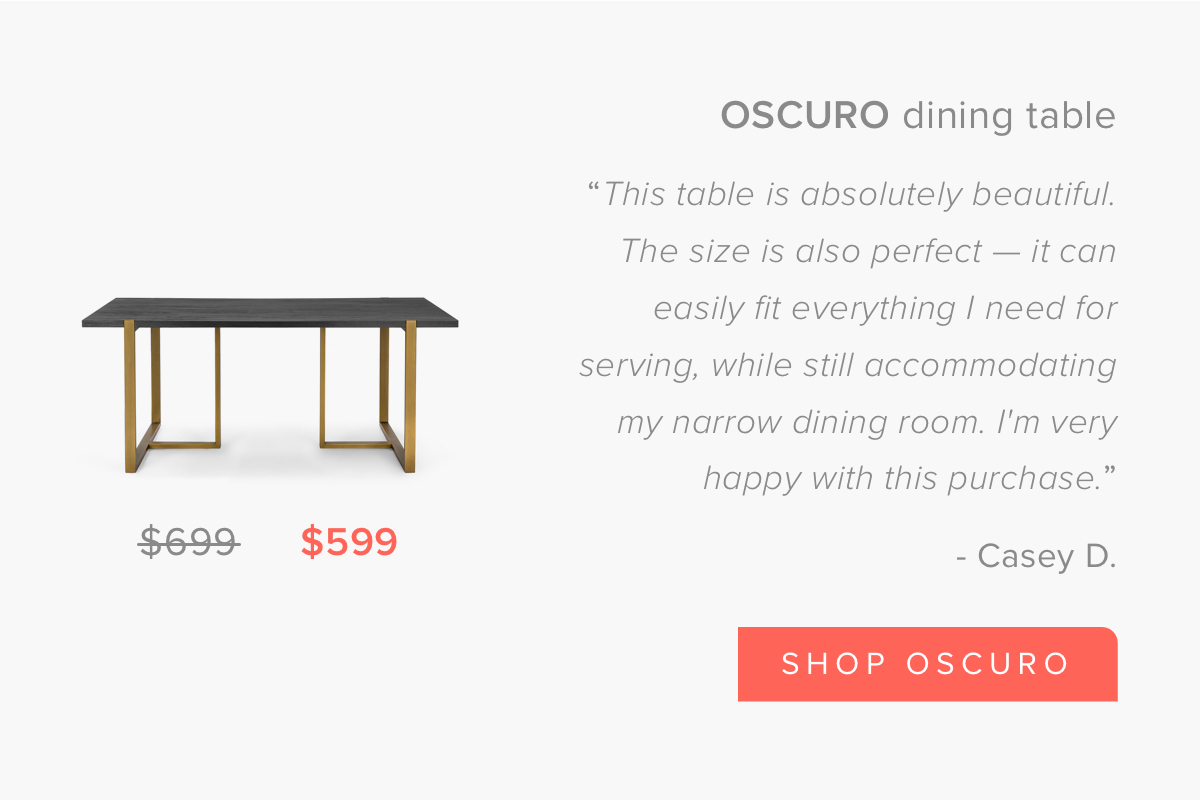 OSCURO dining table
“This table is absolutely beautiful.
The size is also perfect — it can
easily fit everything I need for
serving, while still accommodating
my narrow dining room. I'm very
happy with this purchase.”
- Casey D.
$699 $599
SHOP OSCURO